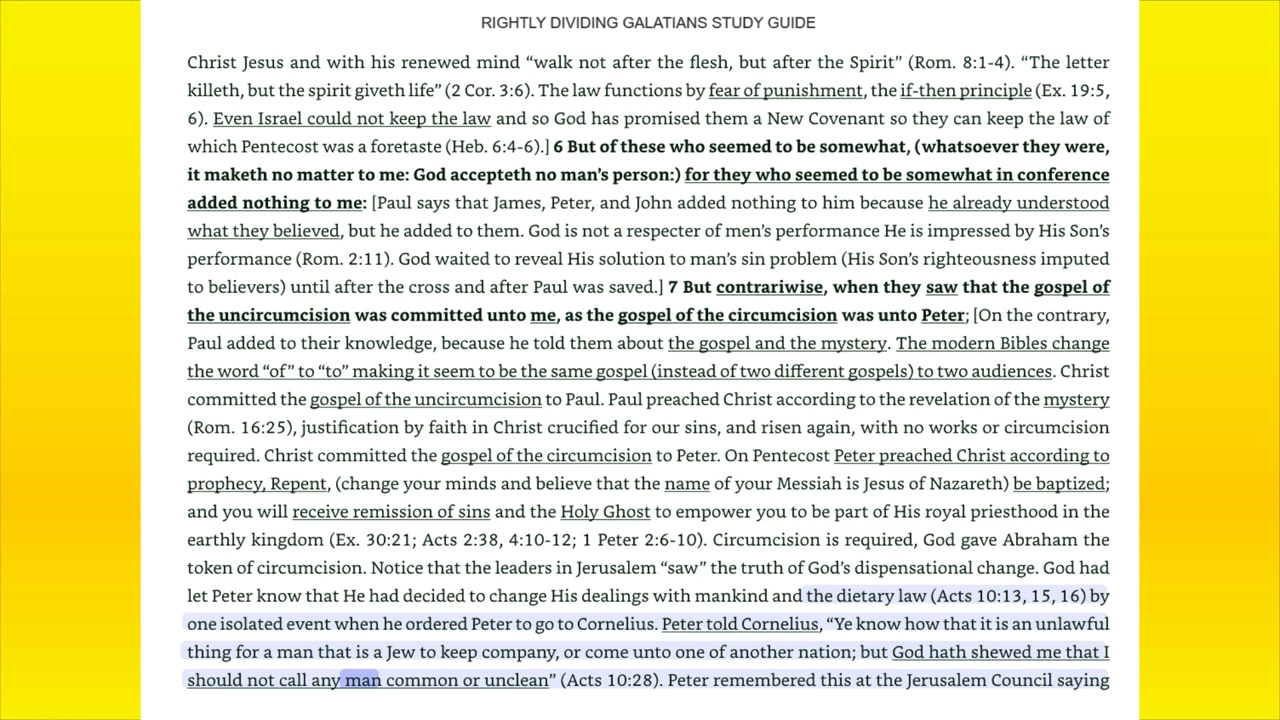 RIGHTLY DIVIDING GALATIANS STUDY GUIDE
Christ Jesus and with his renewed mind “walk not after the flesh, but after the Spirit” (Rom. 8:1-4). “The letter
killeth, but the spirit giveth life” (2 Cor. 3:6). The law functions by fear of punishment, the if-then principle (Ex. 19:5,
6). Even Israel could not keep the law and so God has promised them a New Covenant so they can keep the law of
which Pentecost was a foretaste (Heb. 6:4-6).] 6 But of these who seemed to be somewhat, (whatsoever they were,
it maketh no matter to me: God accepteth no man’s person:) for they who seemed to be somewhat in conference
added nothing to me: [Paul says that James, Peter, and John added nothing to him because he already understood
what they believed, but he added to them. God is not a respecter of men’s performance He is impressed by His Son’s
performance (Rom. 2:11). God waited to reveal His solution to man’s sin problem (His Son’s righteousness imputed
to believers) until after the cross and after Paul was saved.] 7 But contrariwise, when they saw that the gospel of
the uncircumcision was committed unto me, as the gospel of the circumcision was unto Peter; [On the contrary,
Paul added to their knowledge, because he told them about the gospel and the mystery. The modern Bibles change
the word “of” to “to” making it seem to be the same gospel (instead of two different gospels) to two audiences. Christ
committed the gospel of the uncircumcision to Paul. Paul preached Christ according to the revelation of the mystery
(Rom. 16:25), justification by faith in Christ crucified for our sins, and risen again, with no works or circumcision
required. Christ committed the gospel of the circumcision to Peter. On Pentecost Peter preached Christ according to
prophecy, Repent, (change your minds and believe that the name of your Messiah is Jesus of Nazareth) be baptized;
and you will receive remission of sins and the Holy Ghost to empower you to be part of His royal priesthood in the
earthly kingdom (Ex. 30:21; Acts 2:38, 4:10-12; 1 Peter 2:6-10). Circumcision is required, God gave Abraham the
token of circumcision. Notice that the leaders in Jerusalem “saw” the truth of God’s dispensational change. God had
let Peter know that He had decided to change His dealings with mankind and the dietary law (Acts 10:13, 15, 16) by
one isolated event when he ordered Peter to go to Cornelius. Peter told Cornelius, “Ye know how that it is an unlawful
thing for a man that is a Jew to keep company, or come unto one of another nation; but God hath shewed me that I
should not call any man common or unclean” (Acts 10:28). Peter remembered this at the Jerusalem Council saying